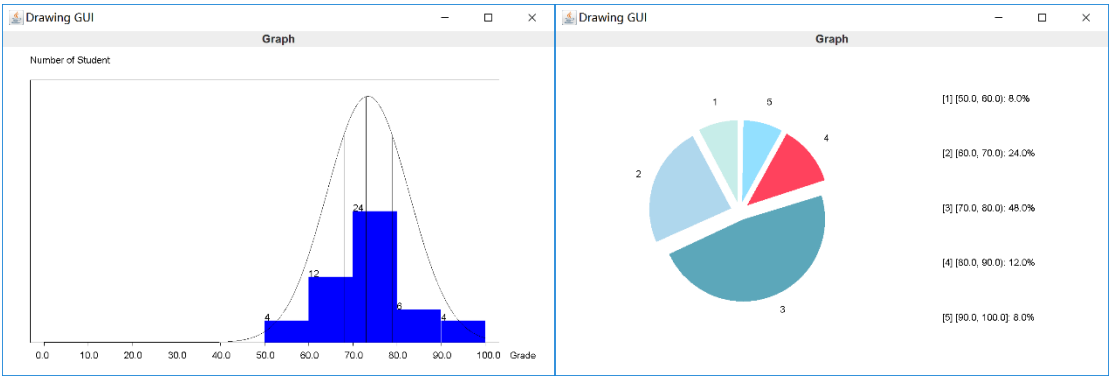 Drawing GUI
Graph
Number of Student
24
12
6
4
4
0.0 10.0 20.0 30.0 40.0 50.0 60.0 70.0 80.0 90.0 100.0 Grade
Drawing GUI
Graph
1
5
4
2
3
[1] [50.0, 60.0): 8.0%
[2] [60.0, 70.0): 24.0%
[3] [70.0, 80.0): 48.0%
[4] [80.0, 90.0): 12.0%
[5] [90.0, 100.0]: 8.0%